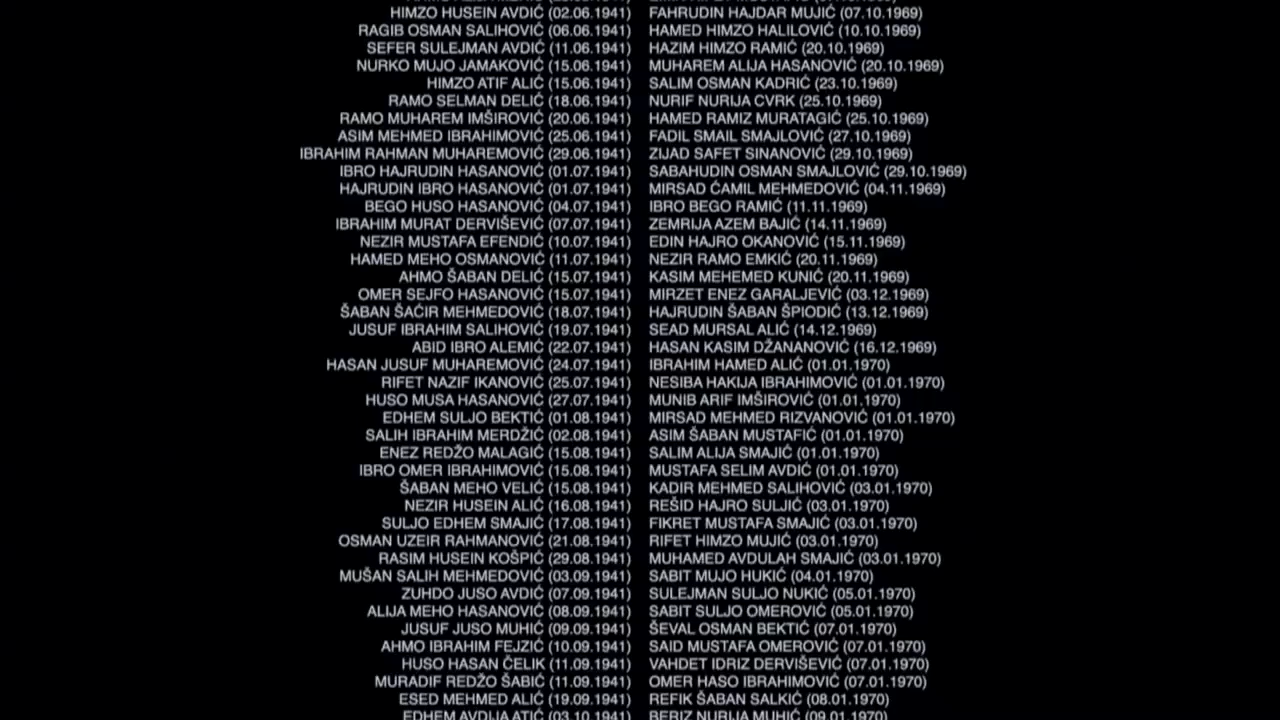 HIMZO HUSEIN AVDIĆ (02.06.1941) FAHRUDIN HAJDAR MUJIĆ (07.10.1969)
RAGIB OSMAN SALIHOVIĆ (06.06.1941) HAMED HIMZO HALILOVIĆ (10.10.1969)
SEFER SULEJMAN AVDIĆ (11.06.1941) HAZIM HIMZO RAMIĆ (20.10.1969)
NURKO MUJO JAMAKOVIĆ (15.06.1941) MUHAREM ALIJA HASANOVIĆ (20.10.1969)
HIMZO ATIF ALIĆ (15.06.1941) SALIM OSMAN KADRIĆ (23.10.1969)
RAMO SELMAN DELIĆ (18.06.1941) NURIF NURIJA CVRK (25.10.1969)
RAMO MUHAREM IMŠIROVIĆ (20.06.1941) HAMED RAMIZ MURATAGIĆ (25.10.1969)
ASIM MEHMED IBRAHIMOVIĆ (25.06.1941) FADIL SMAIL SMAJLOVIĆ (27.10.1969)
IBRAHIM RAHMAN MUHAREMOVIĆ (29.06.1941) ZIJAD SAFET SINANOVIĆ (29.10.1969)
IBRO HAJRUDIN HASANOVIĆ (01.07.1941) SABAHUDIN OSMAN SMAJLOVIĆ (29.10.1969)
HAJRUDIN IBRO HASANOVIĆ (01.07.1941) MIRSAD ĆAMIL MEHMEDOVIĆ (04.11.1969)
BEGO HUSO HASANOVIĆ (04.07.1941) IBRO BEGO RAMIĆ (11.11.1969)
IBRAHIM MURAT DERVIŠEVIĆ (07.07.1941) ZEMRIJA AZEM BAJIĆ (14.11.1969)
NEZIR MUSTAFA EFENDIĆ (10.07.1941) EDIN HAJRO OKANOVIĆ (15.11.1969)
HAMED MEHO OSMANOVIĆ (11.07.1941) NEZIR RAMO EMKIĆ (20.11.1969)
AHMO ŠABAN DELIĆ (15.07.1941) KASIM MEHEMED KUNIĆ (20.11.1969)
OMER SEJFO HASANOVIĆ (15.07.1941) MIRZET ENEZ GARALJEVIĆ (03.12.1969)
ŠABAN ŠAĆIR MEHMEDOVIĆ (18.07.1941) HAJRUDIN ŠABAN ŠPIODIĆ (13.12.1969)
JUSUF IBRAHIM SALIHOVIĆ (19.07.1941) SEAD MURSAL ALIĆ (14.12.1969)
ABID IBRO ALEMIĆ (22.07.1941) HASAN KASIM DŽANANOVIĆ (16.12.1969)
HASAN JUSUF MUHAREMOVIĆ (24.07.1941) IBRAHIM HAMED ALIĆ (01.01.1970)
RIFET NAZIF IKANOVIĆ (25.07.1941) NESIBA HAKIJA IBRAHIMOVIĆ (01.01.1970)
HUSO MUSA HASANOVIĆ (27.07.1941) MUNIB ARIF IMŠIROVIĆ (01.01.1970)
EDHEM SULJO BEKTIĆ (01.08.1941) MIRSAD MEHMED RIZVANOVIĆ (01.01.1970)
SALIH IBRAHIM MERDŽIĆ (02.08.1941) ASIM ŠABAN MUSTAFIĆ (01.01.1970)
ENEZ REDŽO MALAGIĆ (15.08.1941) SALIM ALIJA SMAJIĆ (01.01.1970)
IBRO OMER IBRAHIMOVIĆ (15.08.1941) MUSTAFA SELIM AVDIĆ (01.01.1970)
ŠABAN MEHO VELIĆ (15.08.1941) KADIR MEHMED SALIHOVIĆ (03.01.1970)
NEZIR HUSEIN ALIĆ (16.08.1941) REŠID HAJRO SULJIĆ (03.01.1970)
SULJO EDHEM SMAJIĆ (17.08.1941) FIKRET MUSTAFA SMAJIĆ (03.01.1970)
OSMAN UZEIR RAHMANOVIĆ (21.08.1941) RIFET HIMZO MUJIĆ (03.01.1970)
RASIM HUSEIN KOŠPIĆ (29.08.1941) MUHAMED AVDULAH SMAJIĆ (03.01.1970)
MUŠAN SALIH MEHMEDOVIĆ (03.09.1941) SABIT MUJO HUKIĆ (04.01.1970)
ZUHDO JUSO AVDIĆ (07.09.1941) SULEJMAN SULJO NUKIĆ (05.01.1970)
ALIJA MEHO HASANOVIĆ (08.09.1941) SABIT SULJO OMEROVIĆ (05.01.1970)
JUSUF JUSO MUHIĆ (09.09.1941) ŠEVAL OSMAN BEKTIĆ (07.01.1970)
AHMO IBRAHIM FEJZIĆ (10.09.1941) SAID MUSTAFA OMEROVIĆ (07.01.1970)
HUSO HASAN ČELIK (11.09.1941) VAHDET IDRIZ DERVIŠEVIĆ (07.01.1970)
MURADIF REDŽO ŠABIĆ (11.09.1941) OMER HASO IBRAHIMOVIĆ (07.01.1970)
ESED MEHMED ALIĆ (19.09.1941) REFIK ŠABAN SALKIĆ (08.01.1970)
EDHEM AVDIJA ATIĆ (03.10.1941) BERIZ NURIJA MUHIĆ (09.01.1970)